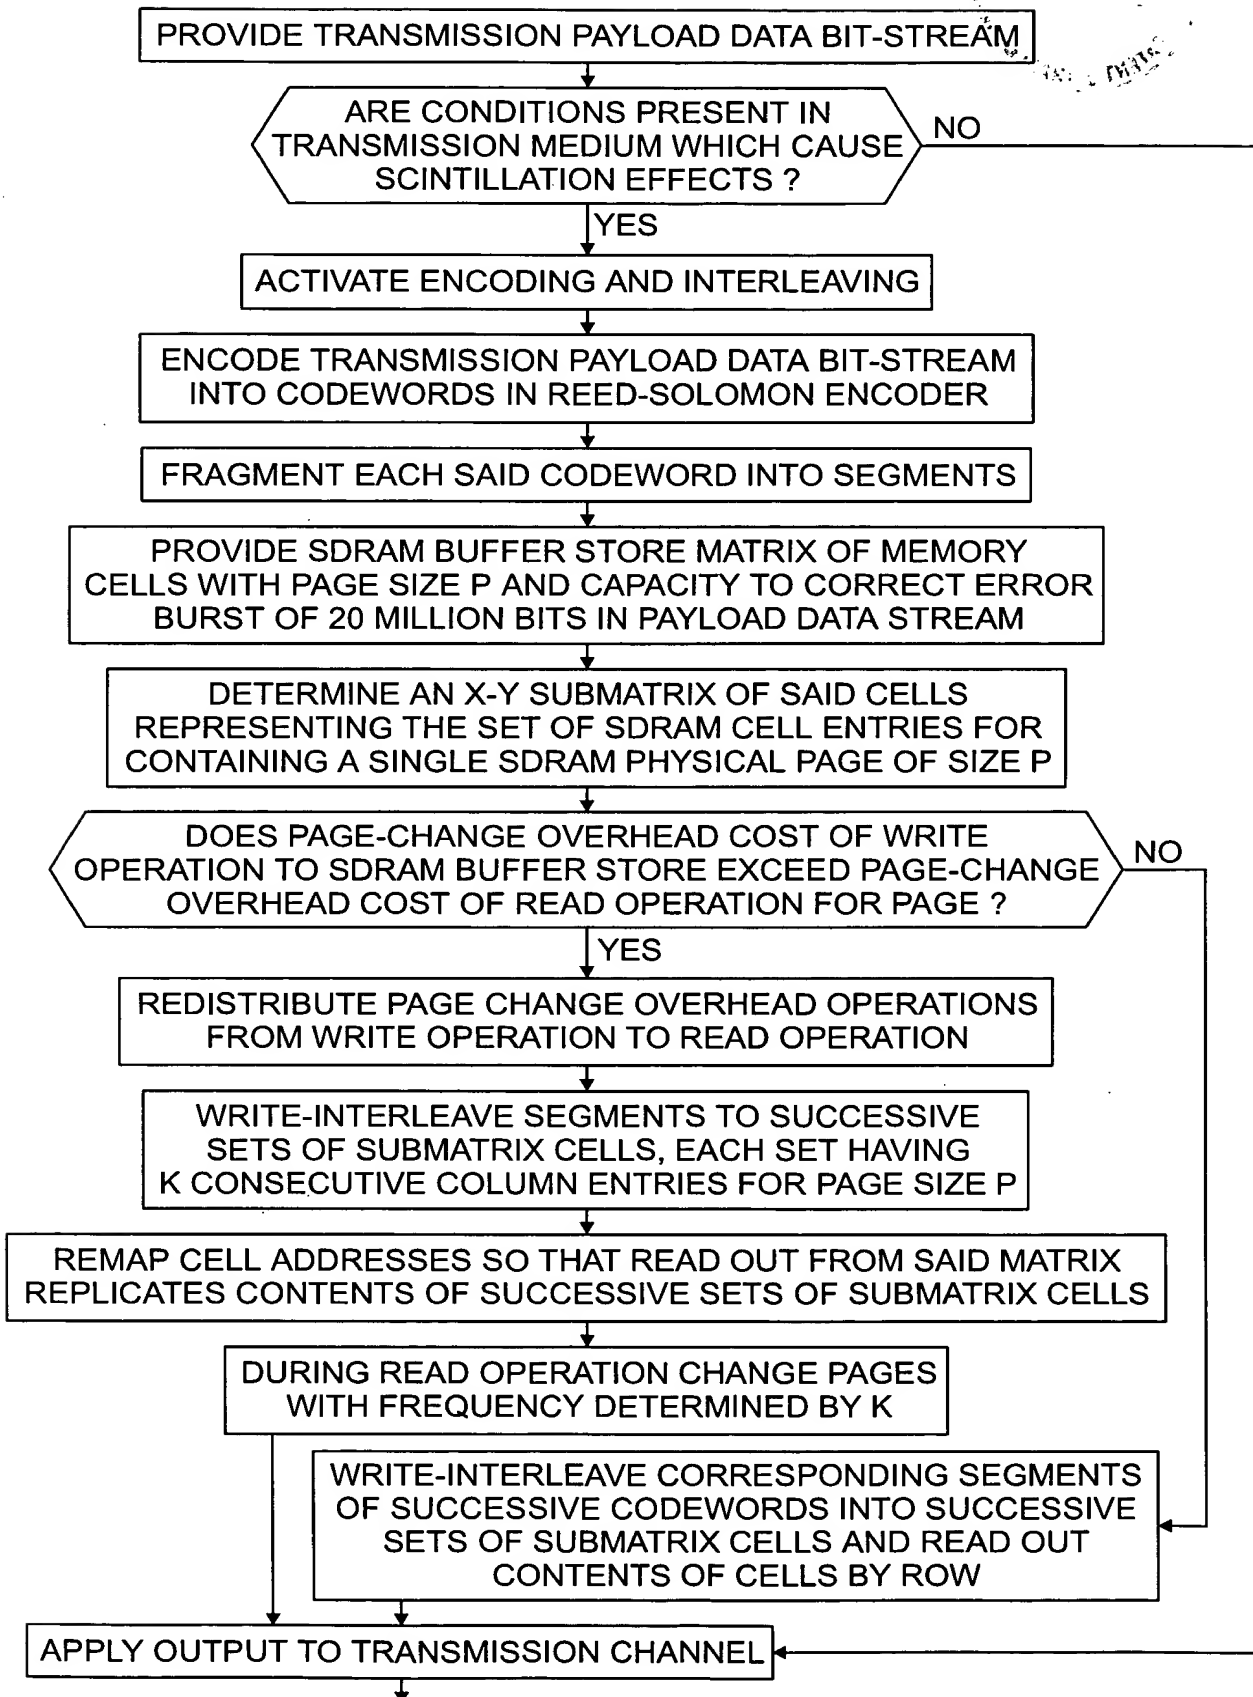 PROVIDE TRANSMISSION PAYLOAD DATA BIT-STREAM
ARE CONDITIONS PRESENT IN
TRANSMISSION MEDIUM WHICH CAUSE
SCINTILLATION EFFECTS ?
NO
YES
ACTIVATE ENCODING AND INTERLEAVING
ENCODE TRANSMISSION PAYLOAD DATA BIT-STREAM
INTO CODEWORDS IN REED-SOLOMON ENCODER
FRAGMENT EACH SAID CODEWORD INTO SEGMENTS
PROVIDE SDRAM BUFFER STORE MATRIX OF MEMORY
CELLS WITH PAGE SIZE P AND CAPACITY TO CORRECT ERROR
BURST OF 20 MILLION BITS IN PAYLOAD DATA STREAM
DETERMINE AN X-Y SUBMATRIX OF SAID CELLS
REPRESENTING THE SET OF SDRAM CELL ENTRIES FOR
CONTAINING A SINGLE SDRAM PHYSICAL PAGE OF SIZE P
DOES PAGE-CHANGE OVERHEAD COST OF WRITE
OPERATION TO SDRAM BUFFER STORE EXCEED PAGE-CHANGE
OVERHEAD COST OF READ OPERATION FOR PAGE ?
NO
YES
REDISTRIBUTE PAGE CHANGE OVERHEAD OPERATIONS
FROM WRITE OPERATION TO READ OPERATION
WRITE-INTERLEAVE SEGMENTS TO SUCCESSIVE
SETS OF SUBMATRIX CELLS, EACH SET HAVING
K CONSECUTIVE COLUMN ENTRIES FOR PAGE SIZE P
REMAP CELL ADDRESSES SO THAT READ OUT FROM SAID MATRIX
REPLICATES CONTENTS OF SUCCESSIVE SETS OF SUBMATRIX CELLS
DURING READ OPERATION CHANGE PAGES
WITH FREQUENCY DETERMINED BY K
WRITE-INTERLEAVE CORRESPONDING SEGMENTS
OF SUCCESSIVE CODEWORDS INTO SUCCESSIVE
SETS OF SUBMATRIX CELLS AND READ OUT
CONTENTS OF CELLS BY ROW
APPLY OUTPUT TO TRANSMISSION CHANNEL